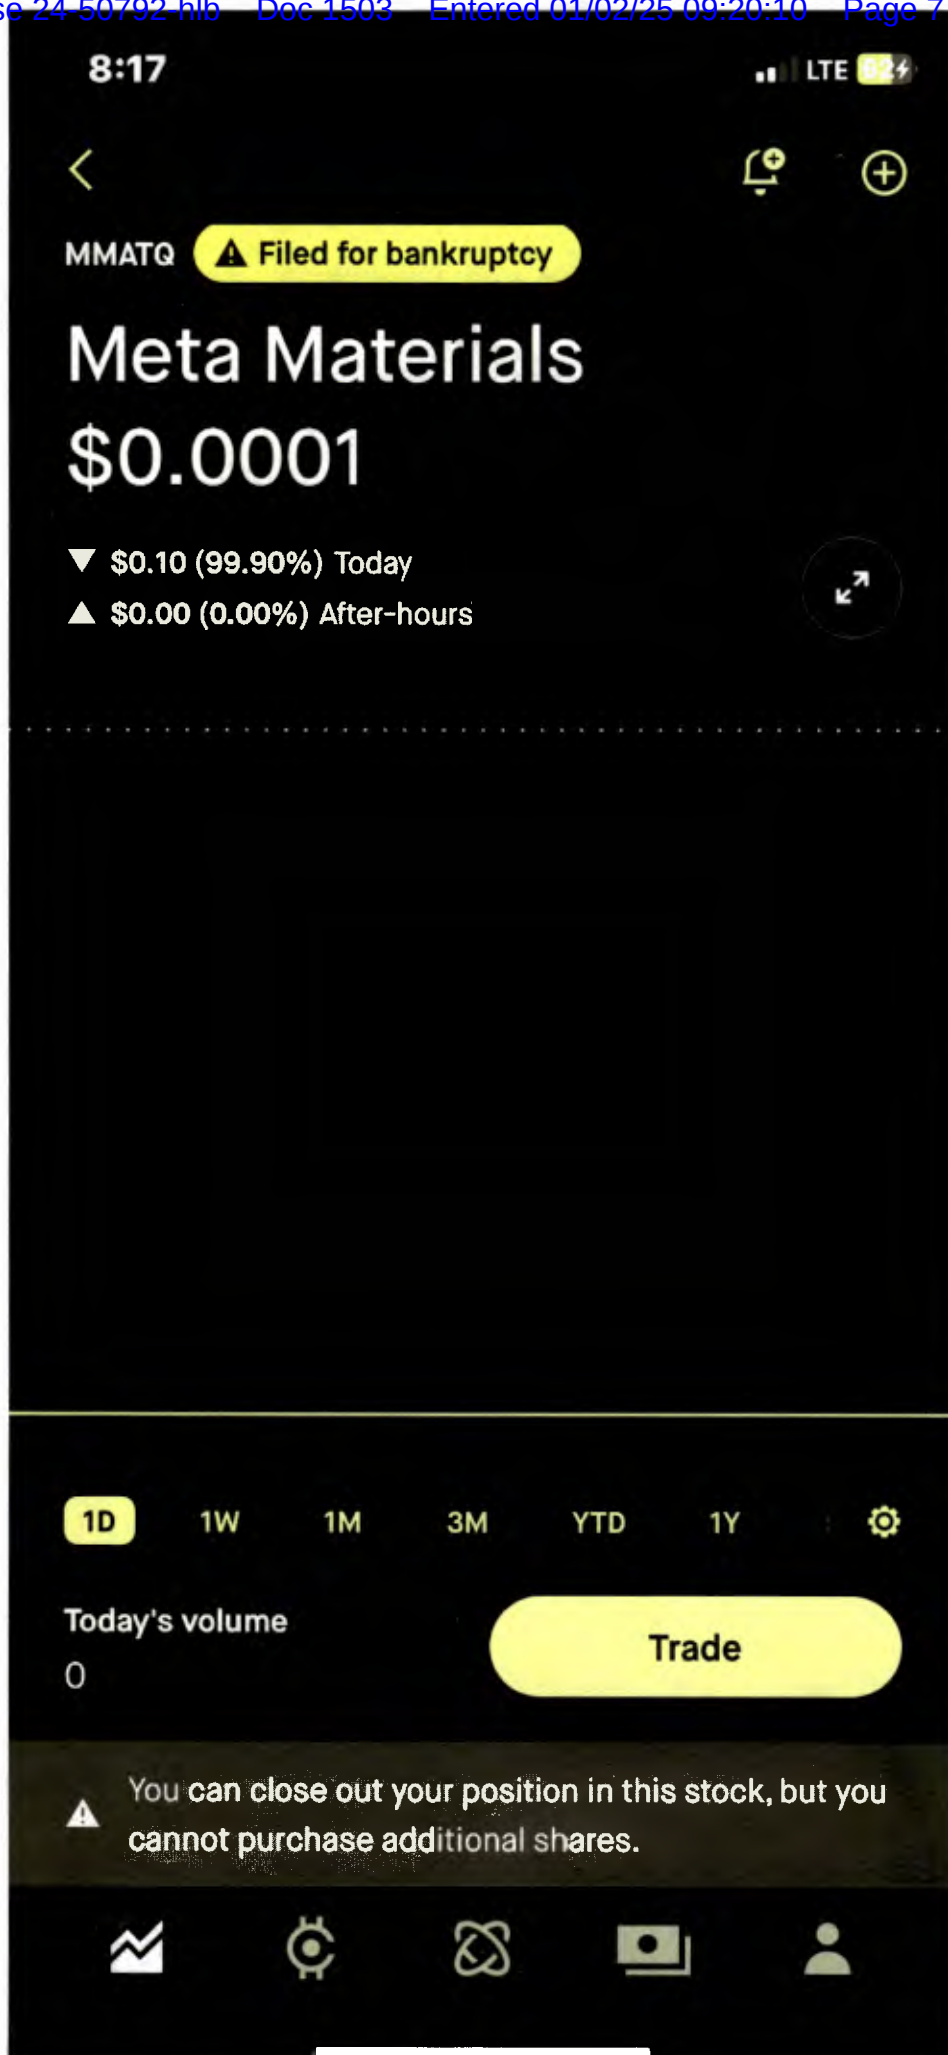 se 24-50792-hlb Doc 1503 Entered 01/02/25 09:20:10 Page 7
8:17 LTE 62
MMATQ Filed for bankruptcy
Meta Materials
$0.0001
▼ $0.10 (99.90%) Today
▲ $0.00 (0.00%) After-hours
1D 1W 1M 3M YTD 1Y
Today's volume
0
Trade
You can close out your position in this stock, but you
cannot purchase additional shares.